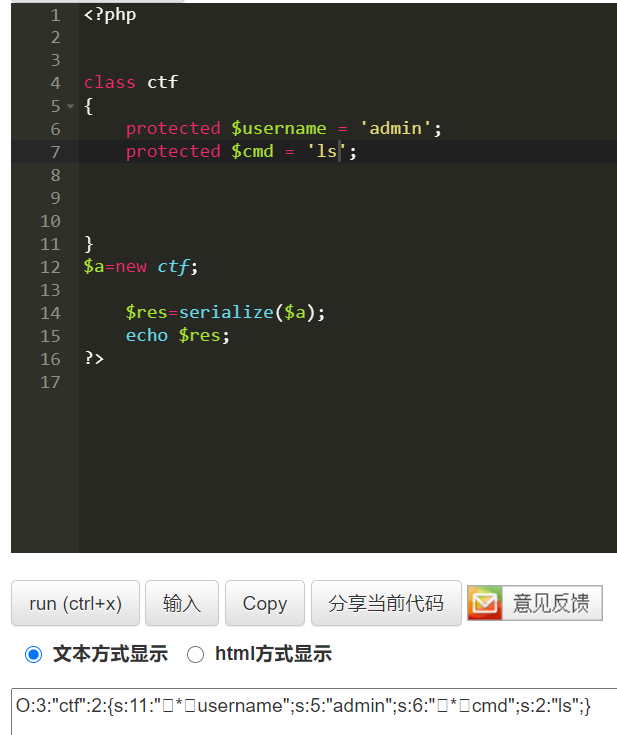 1 <?php
2
3
4 class ctf
5 {
6 protected $username = 'admin';
7 protected $cmd = 'ls';
8
9
10
11 }
12 $a=new ctf;
13
14 $res=serialize($a);
15 echo $res;
16 ?>
17
run (ctrl+x) 输入 Copy 分享当前代码 意见反馈
文本方式显示 html方式显示
O:3:"ctf":2:{s:11:"□*□username";s:5:"admin";s:6:"□*□cmd";s:2:"ls";}